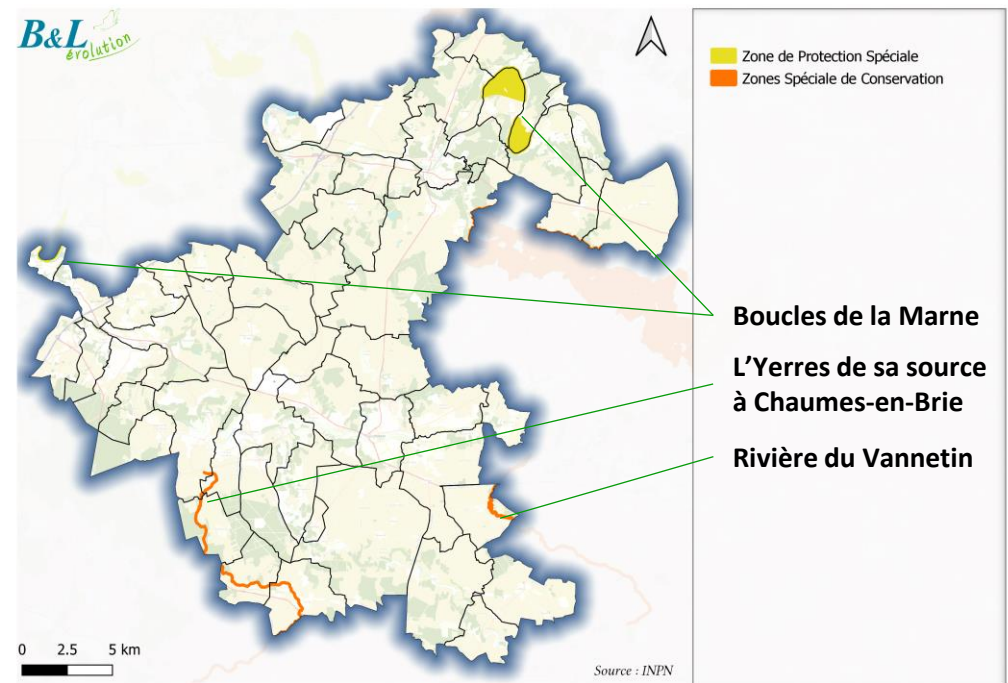 B&L
évolution
Zone de Protection Spéciale
Zones Spéciale de Conservation
Boucles de la Marne
L'Yerres de sa source
à Chaumes-en-Brie
Rivière du Vannetin
0 2.5 5 km
Source : INPN